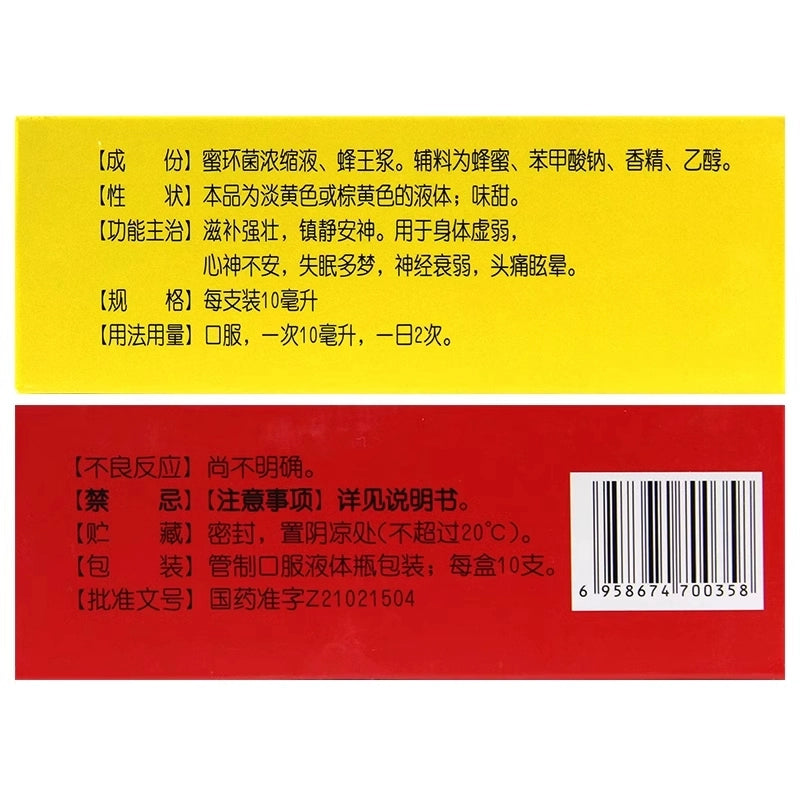 【成　份】蜜环菌浓缩液、蜂王浆。辅料为蜂蜜、苯甲酸钠、香精、乙醇。
【性　状】本品为淡黄色或棕黄色的液体；味甜。
【功能主治】滋补强壮，镇静安神。用于身体虚弱，
心神不安，失眠多梦，神经衰弱，头痛眩晕。
【规　格】每支装10毫升
【用法用量】口服，一次10毫升，一日2次。
【不良反应】尚不明确。
【禁　忌】【注意事项】详见说明书。
【贮　藏】密封，置阴凉处(不超过20℃)。
【包　装】管制口服液体瓶包装；每盒10支。
【批准文号】国药准字Z21021504
6 958674 700358